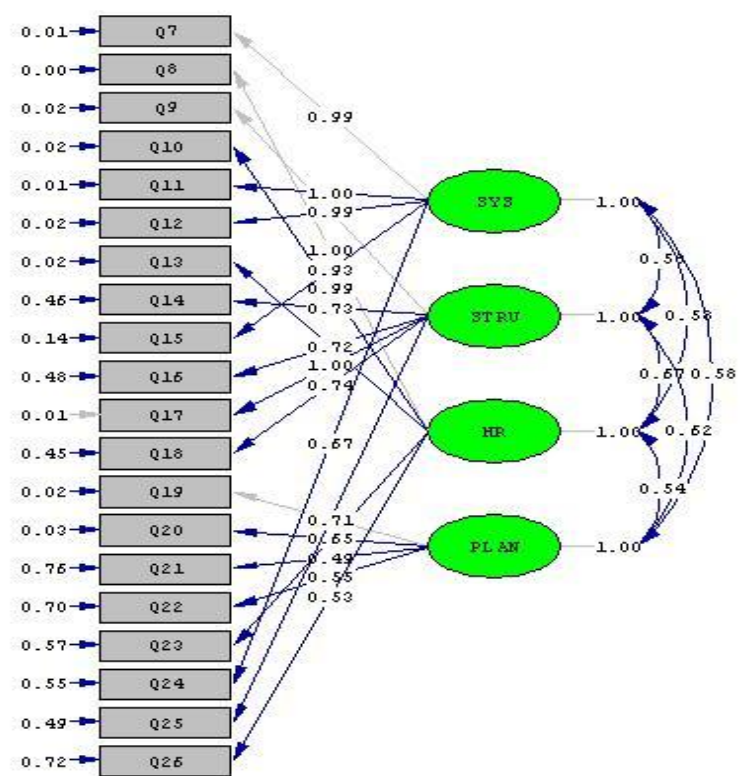 0.01 Q7
0.00 Q8
0.02 Q9
0.99
0.02 Q10
0.01 Q11
1.00
SYS
1.00
0.02 Q12
0.99
0.02 Q13
1.00
0.93
0.46 Q14
0.99
0.73
STRU
1.00
0.14 Q15
0.72
0.48 Q16
1.00
0.67
0.58
0.74
0.01 Q17
HR
1.00
0.62
0.45 Q18
0.67
0.02 Q19
0.54
0.03 Q20
0.71
0.65
PLAN
1.00
0.76 Q21
0.49
0.55
0.70 Q22
0.53
0.57 Q23
0.55 Q24
0.49 Q25
0.72 Q26